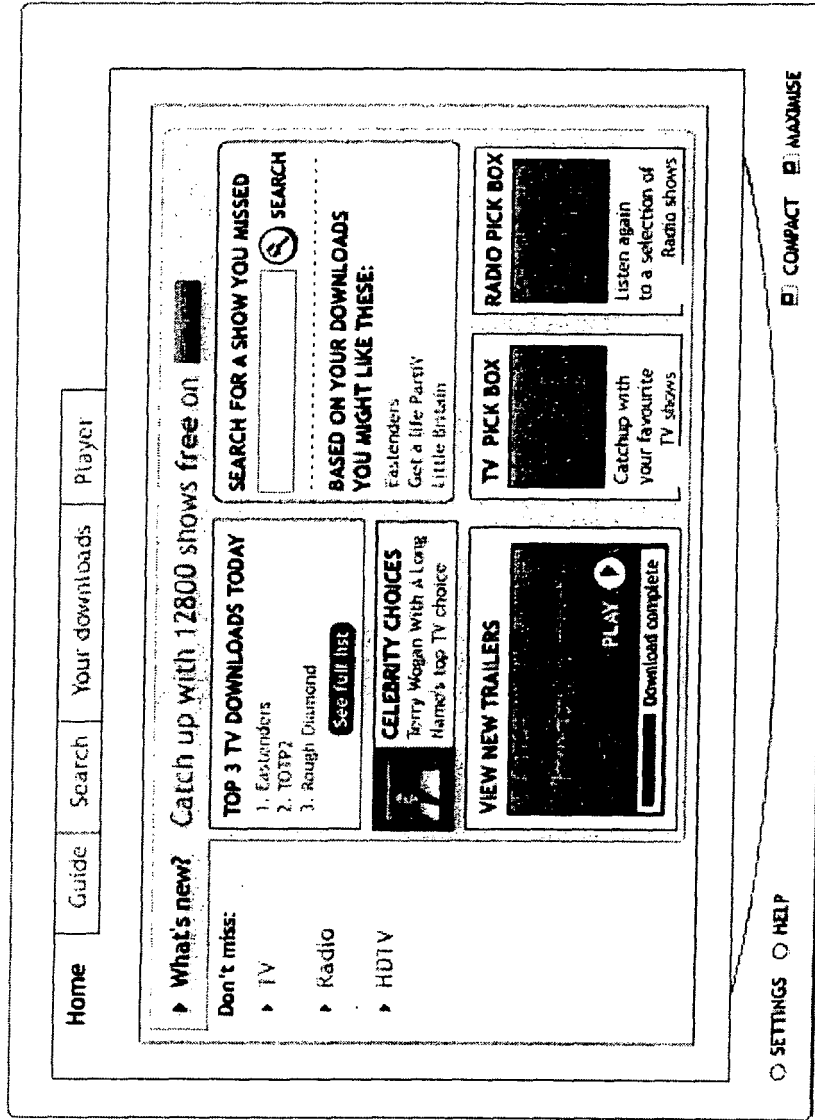 Home
Guide
Search
Your downloads
Player
What's new?
Catch up with 12800 shows free on
Don't miss:
TV
Radio
HDTV
TOP 3 TV DOWNLOADS TODAY
1. Eastenders
2. TOTP2
3. Rough Diamond
See full list
CELEBRITY CHOICES
Terry Wogan With A Long
Name's top TV choice
SEARCH FOR A SHOW YOU MISSED
SEARCH
BASED ON YOUR DOWNLOADS
YOU MIGHT LIKE THESE:
Eastenders
Get a life PartIV
Little Britain
VIEW NEW TRAILERS
PLAY
Download complete
TV PICK BOX
Catchup with
your favourite
TV shows
RADIO PICK BOX
Listen again
to a selection of
Radio shows
SETTINGS
HELP
COMPACT
MAXIMISE